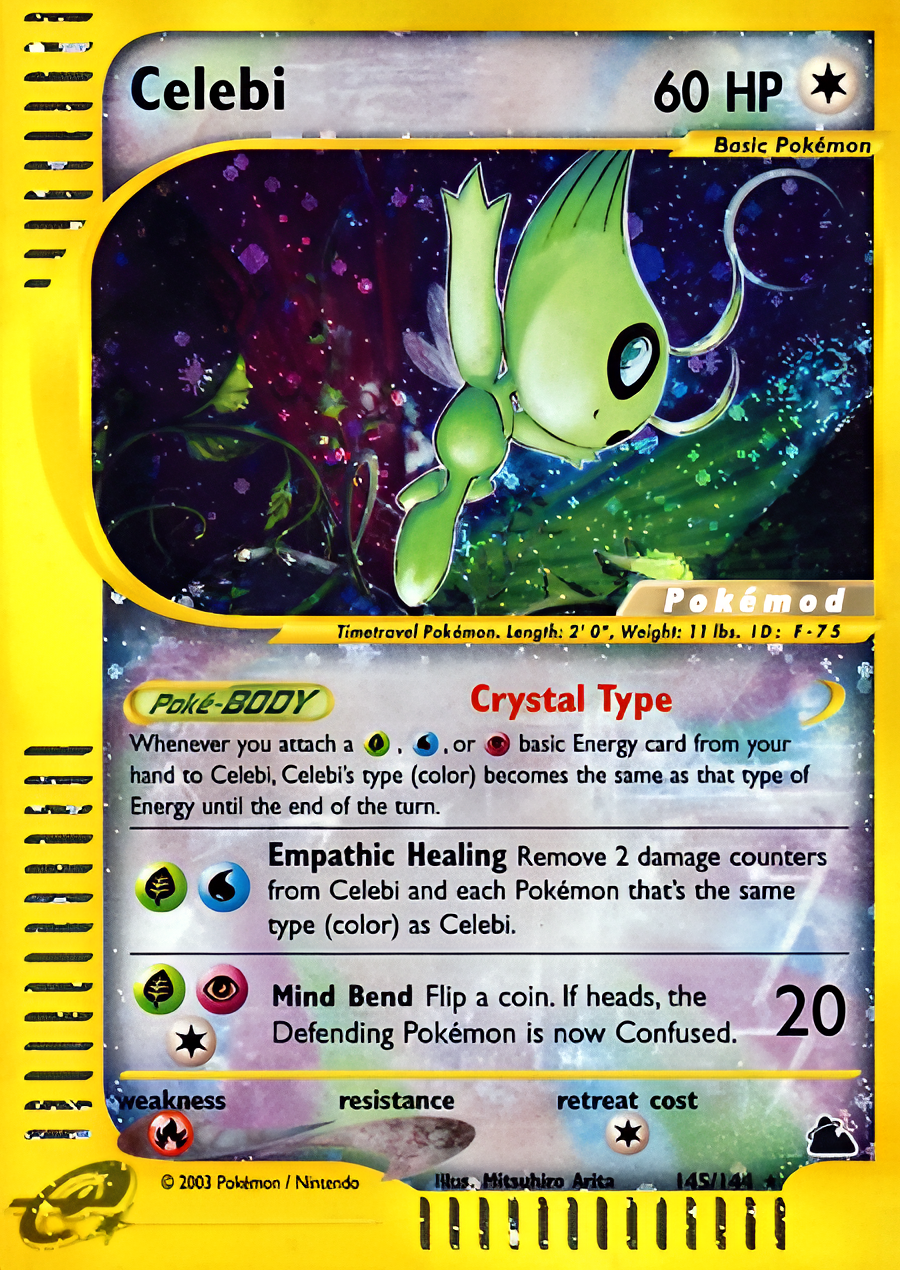 Celebi 60 HP
Basic Pokémon
Pokémod
Timetravel Pokémon. Length: 2' 0", Weight: 11 lbs. ID: F-75
Poké-BODY Crystal Type
Whenever you attach a , , or basic Energy card from your
hand to Celebi, Celebi's type (color) becomes the same as that type of
Energy until the end of the turn.
Empathic Healing Remove 2 damage counters
from Celebi and each Pokémon that's the same
type (color) as Celebi.
Mind Bend Flip a coin. If heads, the
Defending Pokémon is now Confused. 20
weakness resistance retreat cost
© 2003 Pokémon / Nintendo Illus. Mitsuhiro Arita 145/144